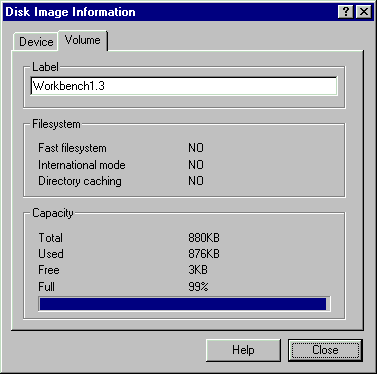 Disk Image Information
Device Volume
Label
Workbench1.3
Filesystem
Fast filesystem NO
International mode NO
Directory caching NO
Capacity
Total 880KB
Used 876KB
Free 3KB
Full 99%
Help Close